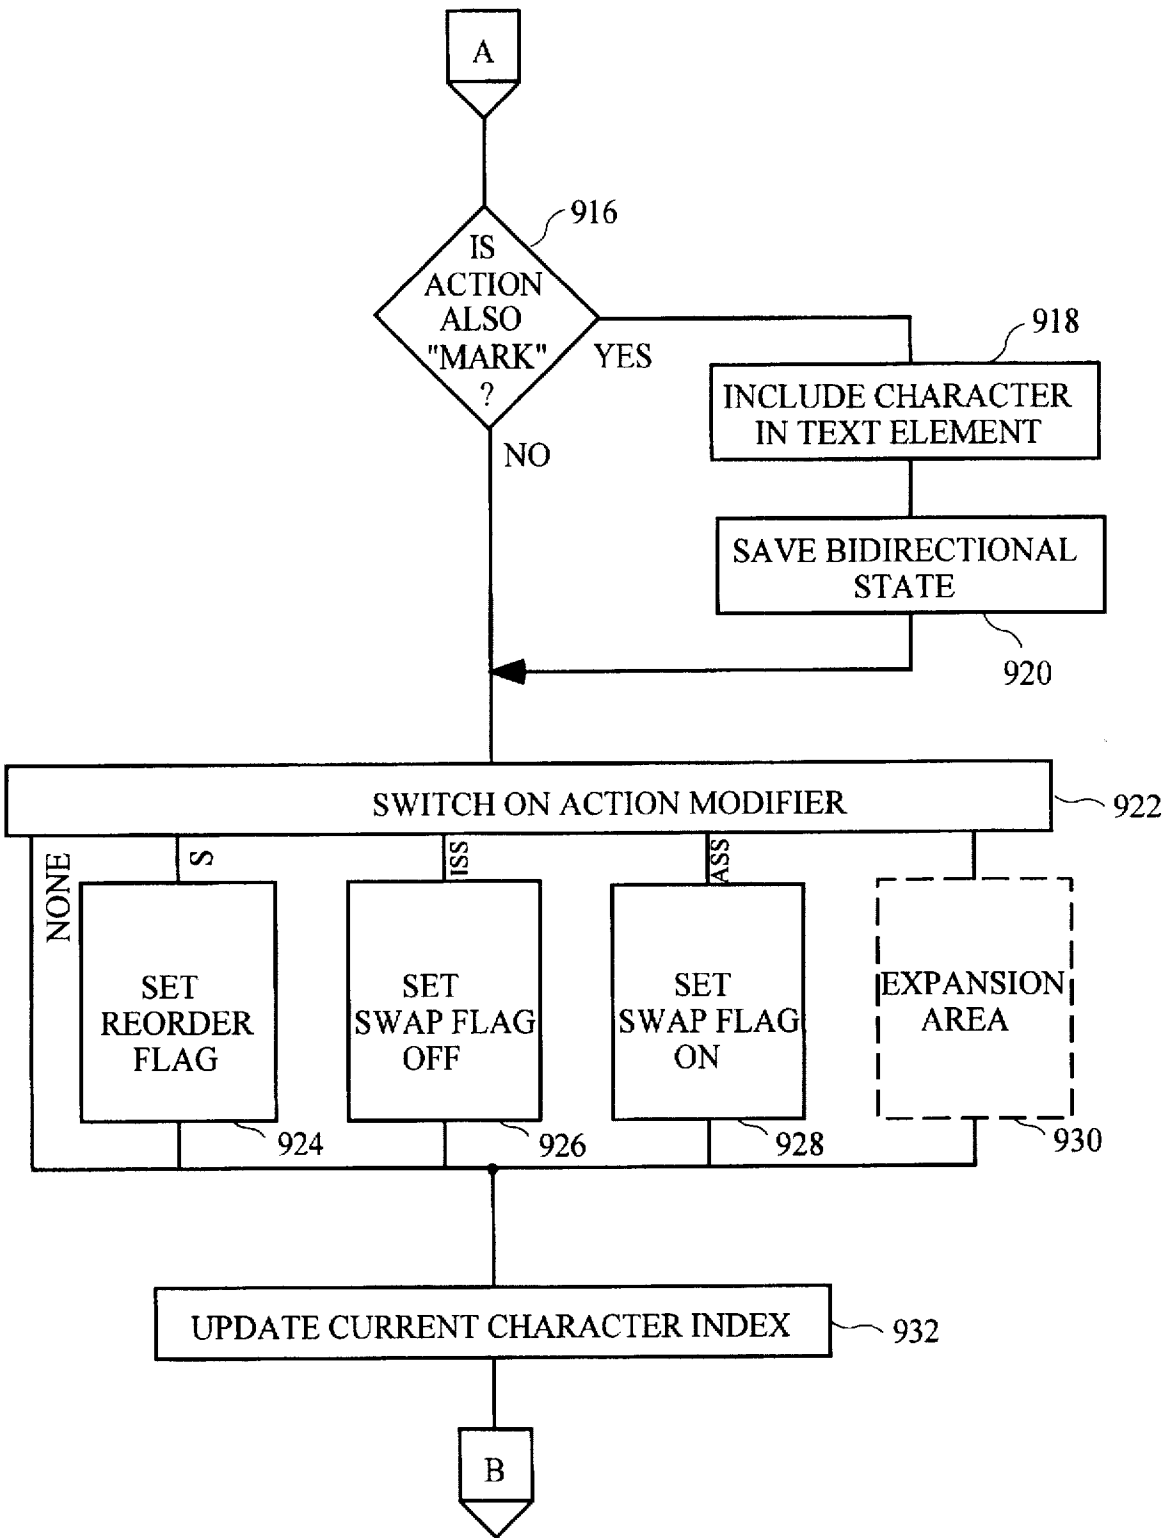 A
916
IS
ACTION
ALSO
"MARK"
?
YES
NO
918
INCLUDE CHARACTER
IN TEXT ELEMENT
SAVE BIDIRECTIONAL
STATE
920
SWITCH ON ACTION MODIFIER
922
NONE
S
ISS
ASS
SET
REORDER
FLAG
924
SET
SWAP FLAG
OFF
926
SET
SWAP FLAG
ON
928
EXPANSION
AREA
930
UPDATE CURRENT CHARACTER INDEX
932
B